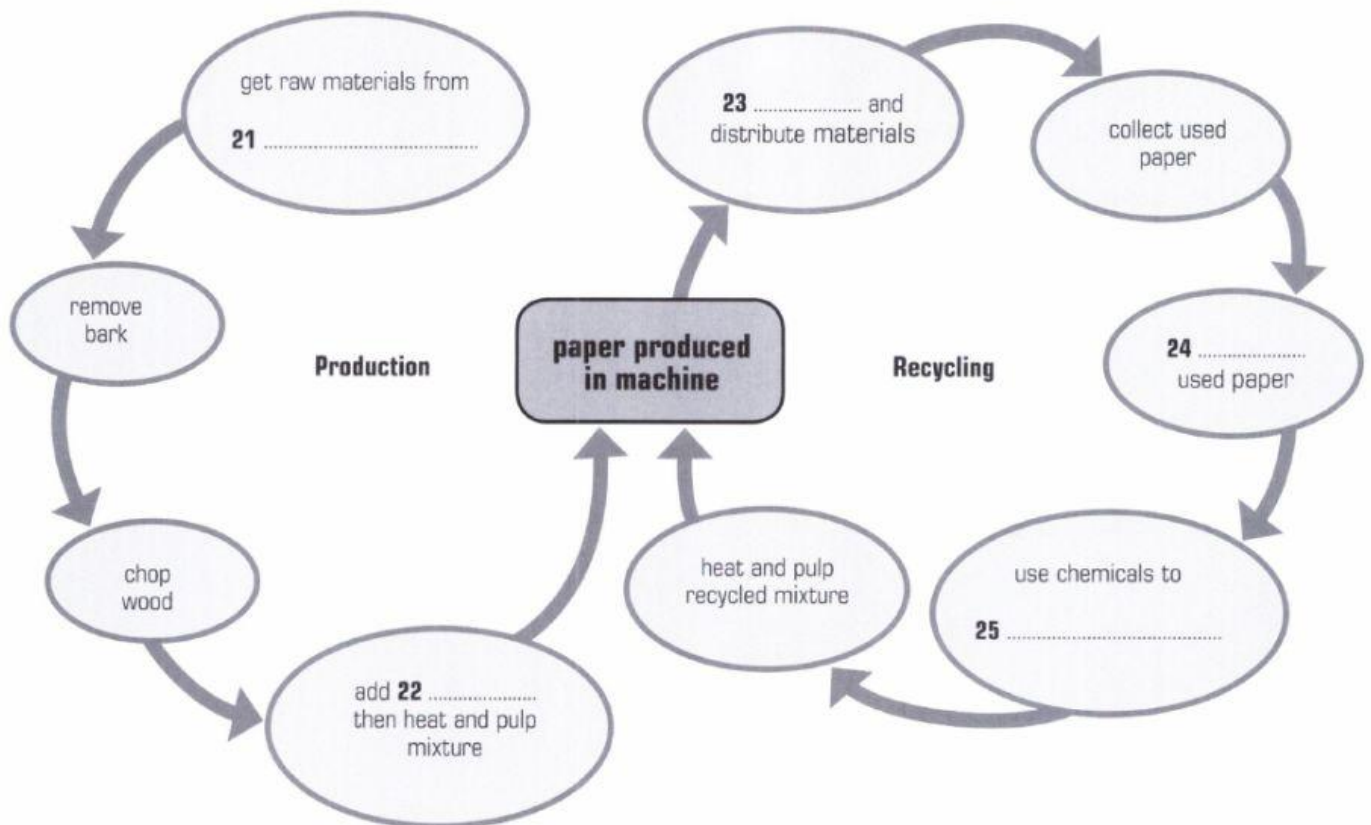 get raw materials from
21 ........................................
remove
bark
Production
chop
wood
add 22 ....................
then heat and pulp
mixture
paper produced
in machine
23 .................... and
distribute materials
collect used
paper
Recycling
24 ....................
used paper
use chemicals to
25 ........................................
heat and pulp
recycled mixture